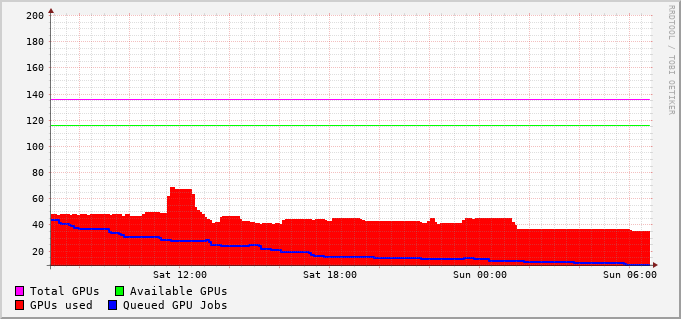 200
180
160
140
120
100
80
60
40
20
Sat 12:00 Sat 18:00 Sun 00:00 Sun 06:00
Total GPUs Available GPUs
GPUs used Queued GPU Jobs
RRDTOOL / TOBI OETIKER